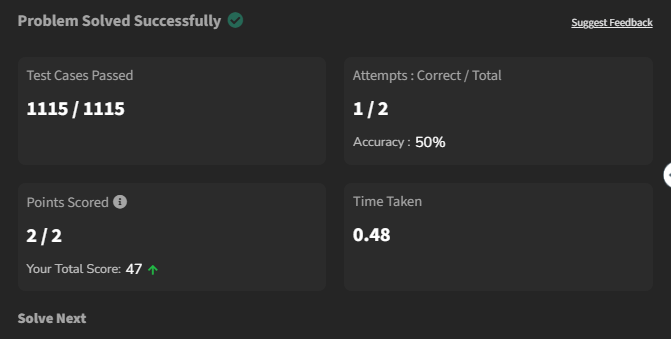 Problem Solved Successfully
Suggest Feedback
Test Cases Passed
1115 / 1115
Attempts : Correct / Total
1 / 2
Accuracy : 50%
Points Scored
2 / 2
Your Total Score: 47
Time Taken
0.48
Solve Next